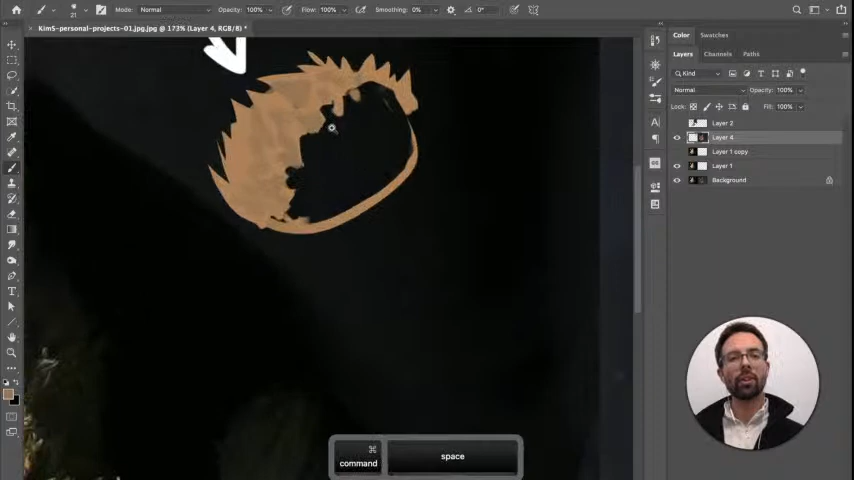 Mode: Normal Opacity: 100% Flow: 100% Smoothing: 0% 0°
21
× KimS-personal-projects-01.jpg.jpg @ 173% (Layer 4, RGB/8) *
Color Swatches
Layers Channels Paths
Kind
Normal Opacity: 100%
Lock: Fill: 100%
Layer 2
Layer 4
Layer 1 copy
Layer 1
Background
⌘
command
space